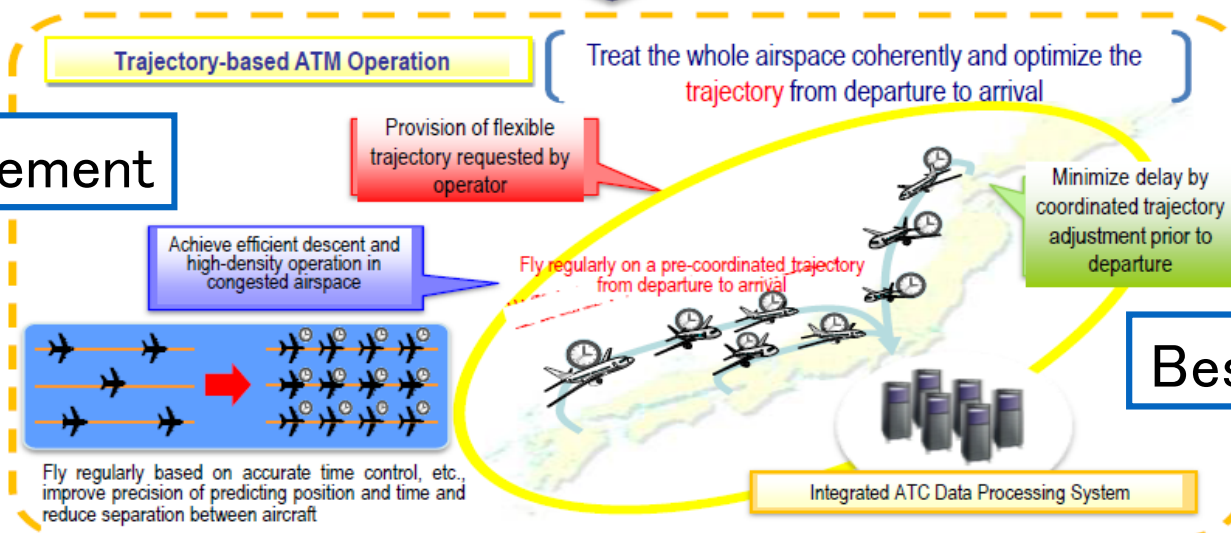 Trajectory-based ATM Operation
Treat the whole airspace coherently and optimize the
trajectory from departure to arrival
Provision of flexible
trajectory requested by
operator
ement
Minimize delay by
coordinated trajectory
adjustment prior to
departure
Achieve efficient descent and
high-density operation in
congested airspace
Fly regularly on a pre-coordinated trajectory
from departure to arrival
Bes
Fly regularly based on accurate time control, etc.,
improve precision of predicting position and time and
reduce separation between aircraft
Integrated ATC Data Processing System